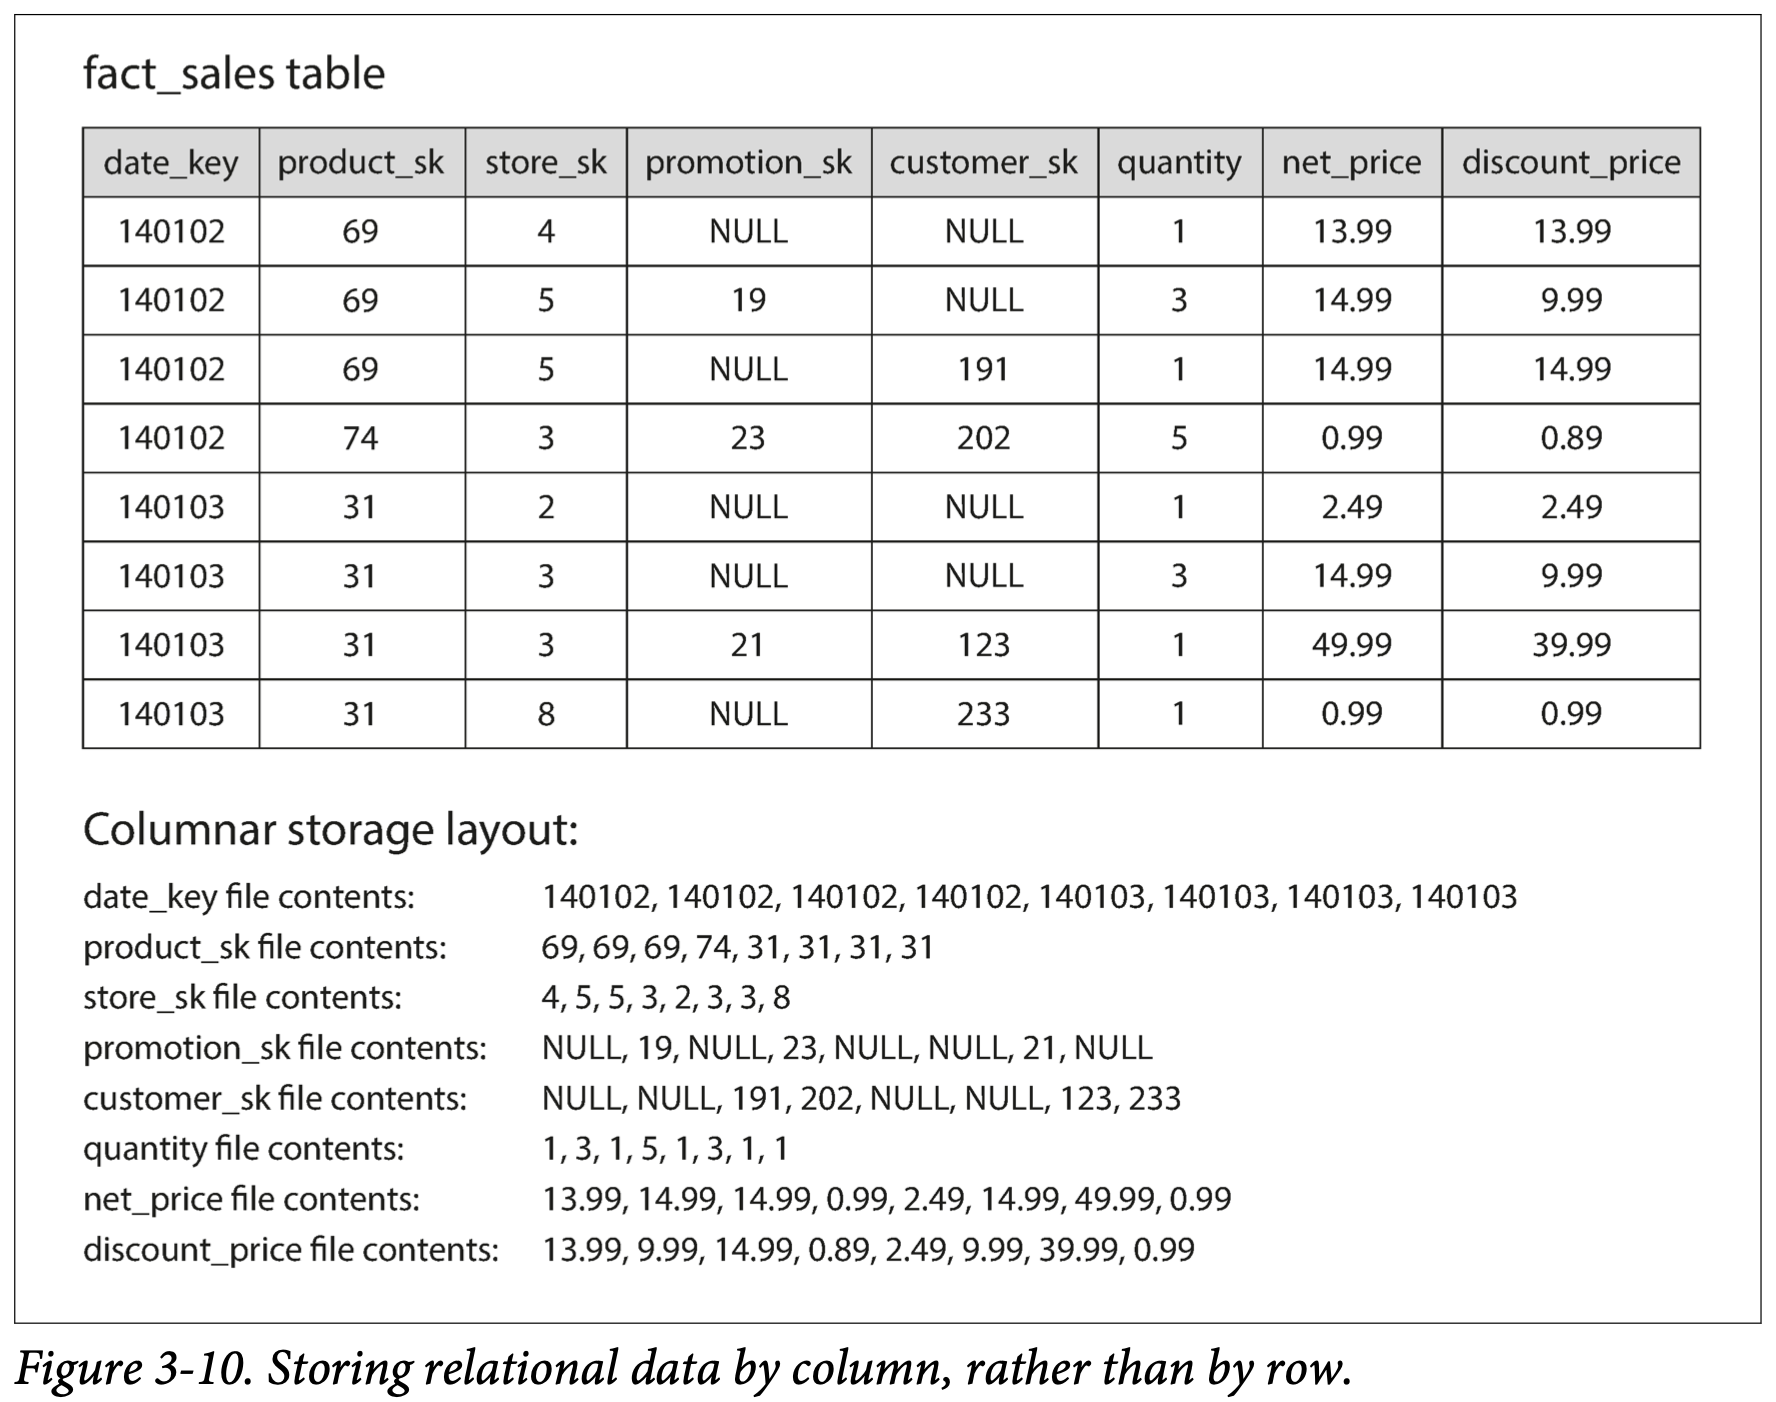 fact_sales table
date_key product_sk store_sk promotion_sk customer_sk quantity net_price discount_price
140102 69 4 NULL NULL 1 13.99 13.99
140102 69 5 19 NULL 3 14.99 9.99
140102 69 5 NULL 191 1 14.99 14.99
140102 74 3 23 202 5 0.99 0.89
140103 31 2 NULL NULL 1 2.49 2.49
140103 31 3 NULL NULL 3 14.99 9.99
140103 31 3 21 123 1 49.99 39.99
140103 31 8 NULL 233 1 0.99 0.99
Columnar storage layout:
date_key file contents: 140102, 140102, 140102, 140102, 140103, 140103, 140103, 140103
product_sk file contents: 69, 69, 69, 74, 31, 31, 31, 31
store_sk file contents: 4, 5, 5, 3, 2, 3, 3, 8
promotion_sk file contents: NULL, 19, NULL, 23, NULL, NULL, 21, NULL
customer_sk file contents: NULL, NULL, 191, 202, NULL, NULL, 123, 233
quantity file contents: 1, 3, 1, 5, 1, 3, 1, 1
net_price file contents: 13.99, 14.99, 14.99, 0.99, 2.49, 14.99, 49.99, 0.99
discount_price file contents: 13.99, 9.99, 14.99, 0.89, 2.49, 9.99, 39.99, 0.99
Figure 3-10. Storing relational data by column, rather than by row.